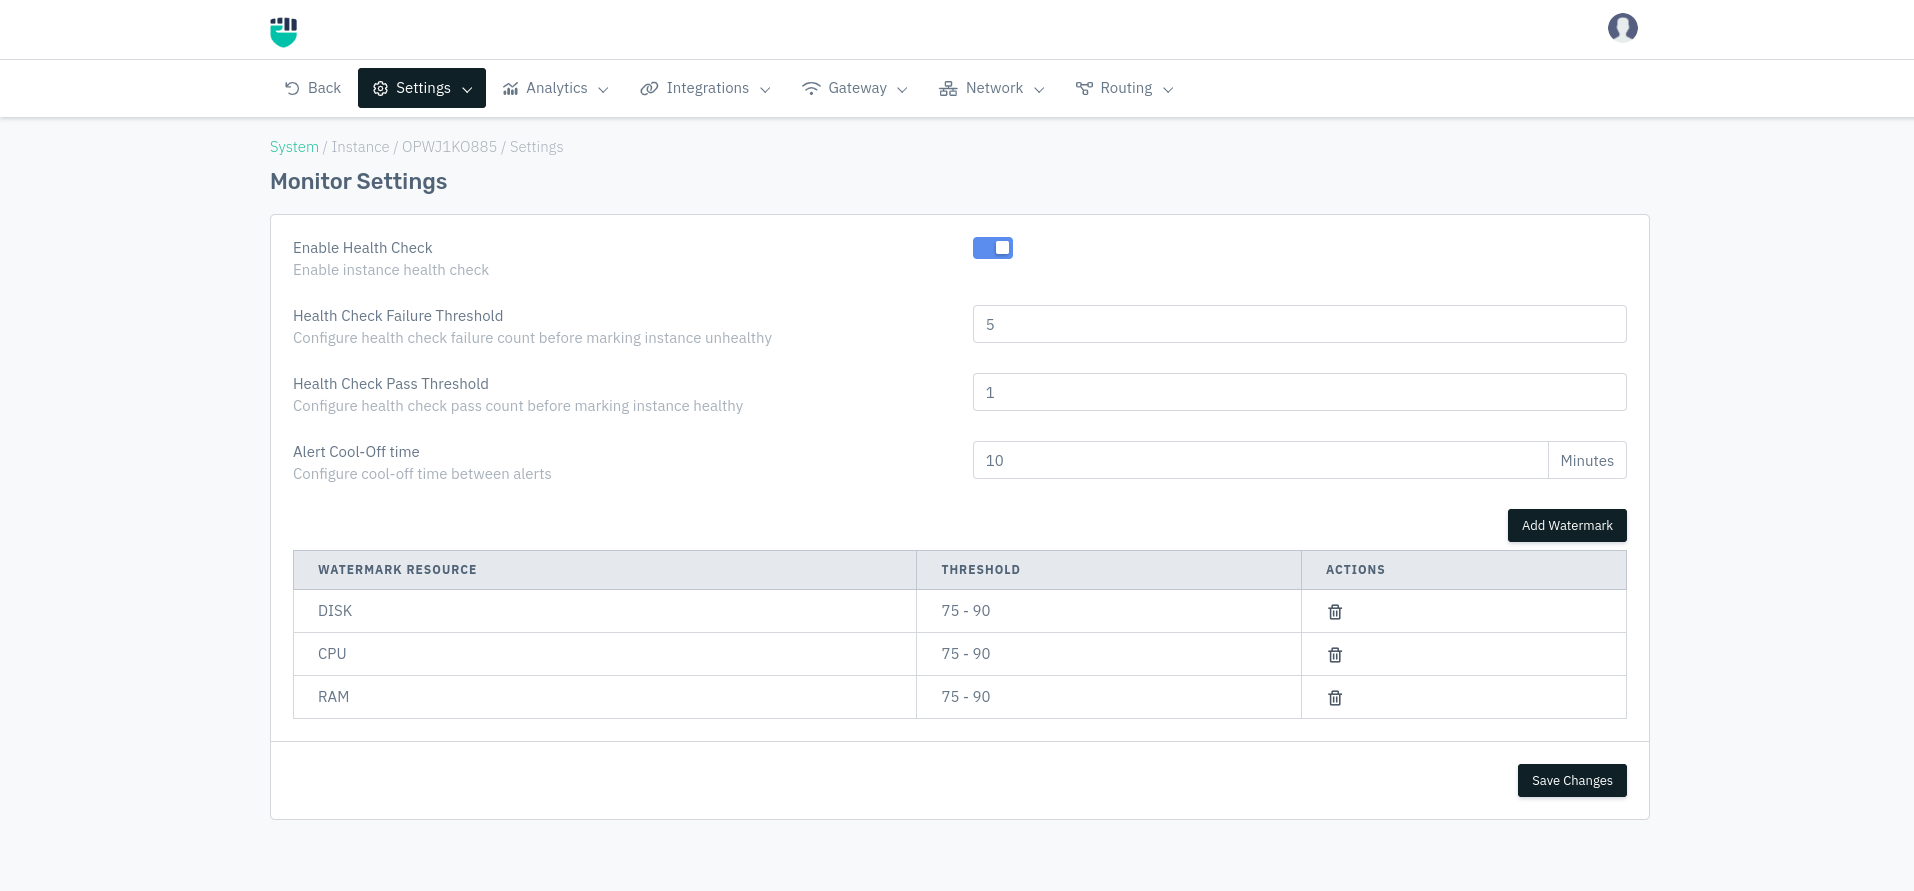 Back
Settings
Analytics
Integrations
Gateway
Network
Routing
System / Instance / OPWJ1KO885 / Settings
Monitor Settings
Enable Health Check
Enable instance health check
Health Check Failure Threshold
Configure health check failure count before marking instance unhealthy
5
Health Check Pass Threshold
Configure health check pass count before marking instance healthy
1
Alert Cool-Off time
Configure cool-off time between alerts
10
Minutes
Add Watermark
WATERMARK RESOURCE THRESHOLD ACTIONS
DISK 75 - 90
CPU 75 - 90
RAM 75 - 90
Save Changes